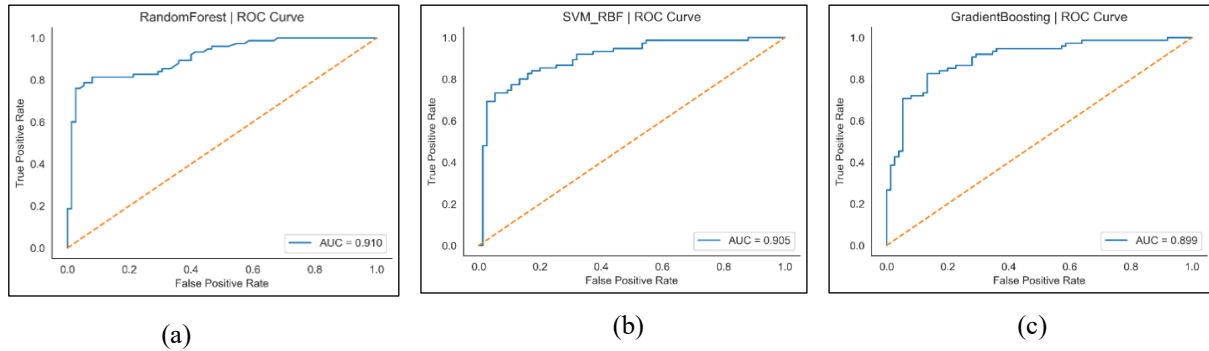 RandomForest | ROC Curve
True Positive Rate
1.0
0.8
0.6
0.4
0.2
0.0
AUC = 0.910
0.0 0.2 0.4 0.6 0.8 1.0
False Positive Rate
(a)
SVM_RBF | ROC Curve
True Positive Rate
1.0
0.8
0.6
0.4
0.2
0.0
AUC = 0.905
0.0 0.2 0.4 0.6 0.8 1.0
False Positive Rate
(b)
GradientBoosting | ROC Curve
True Positive Rate
1.0
0.8
0.6
0.4
0.2
0.0
AUC = 0.899
0.0 0.2 0.4 0.6 0.8 1.0
False Positive Rate
(c)